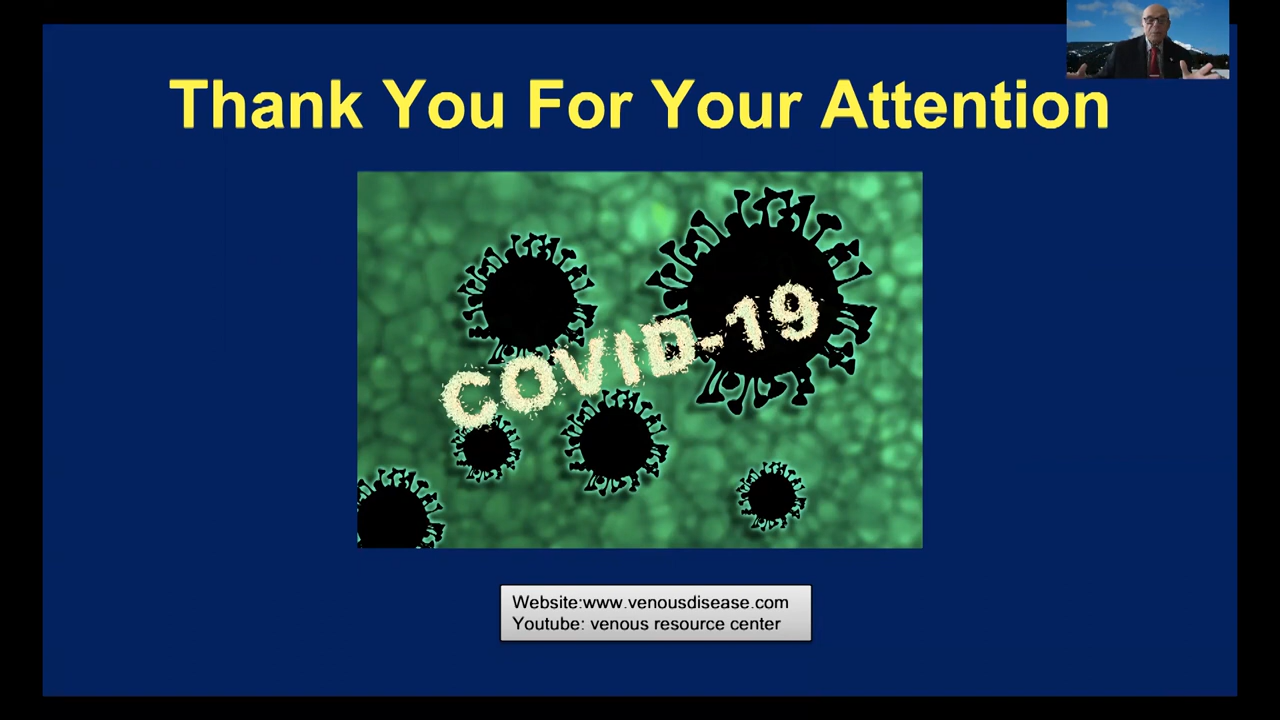 Thank You For Your Attention
COVID-19
Website:www.venousdisease.com
Youtube: venous resource center